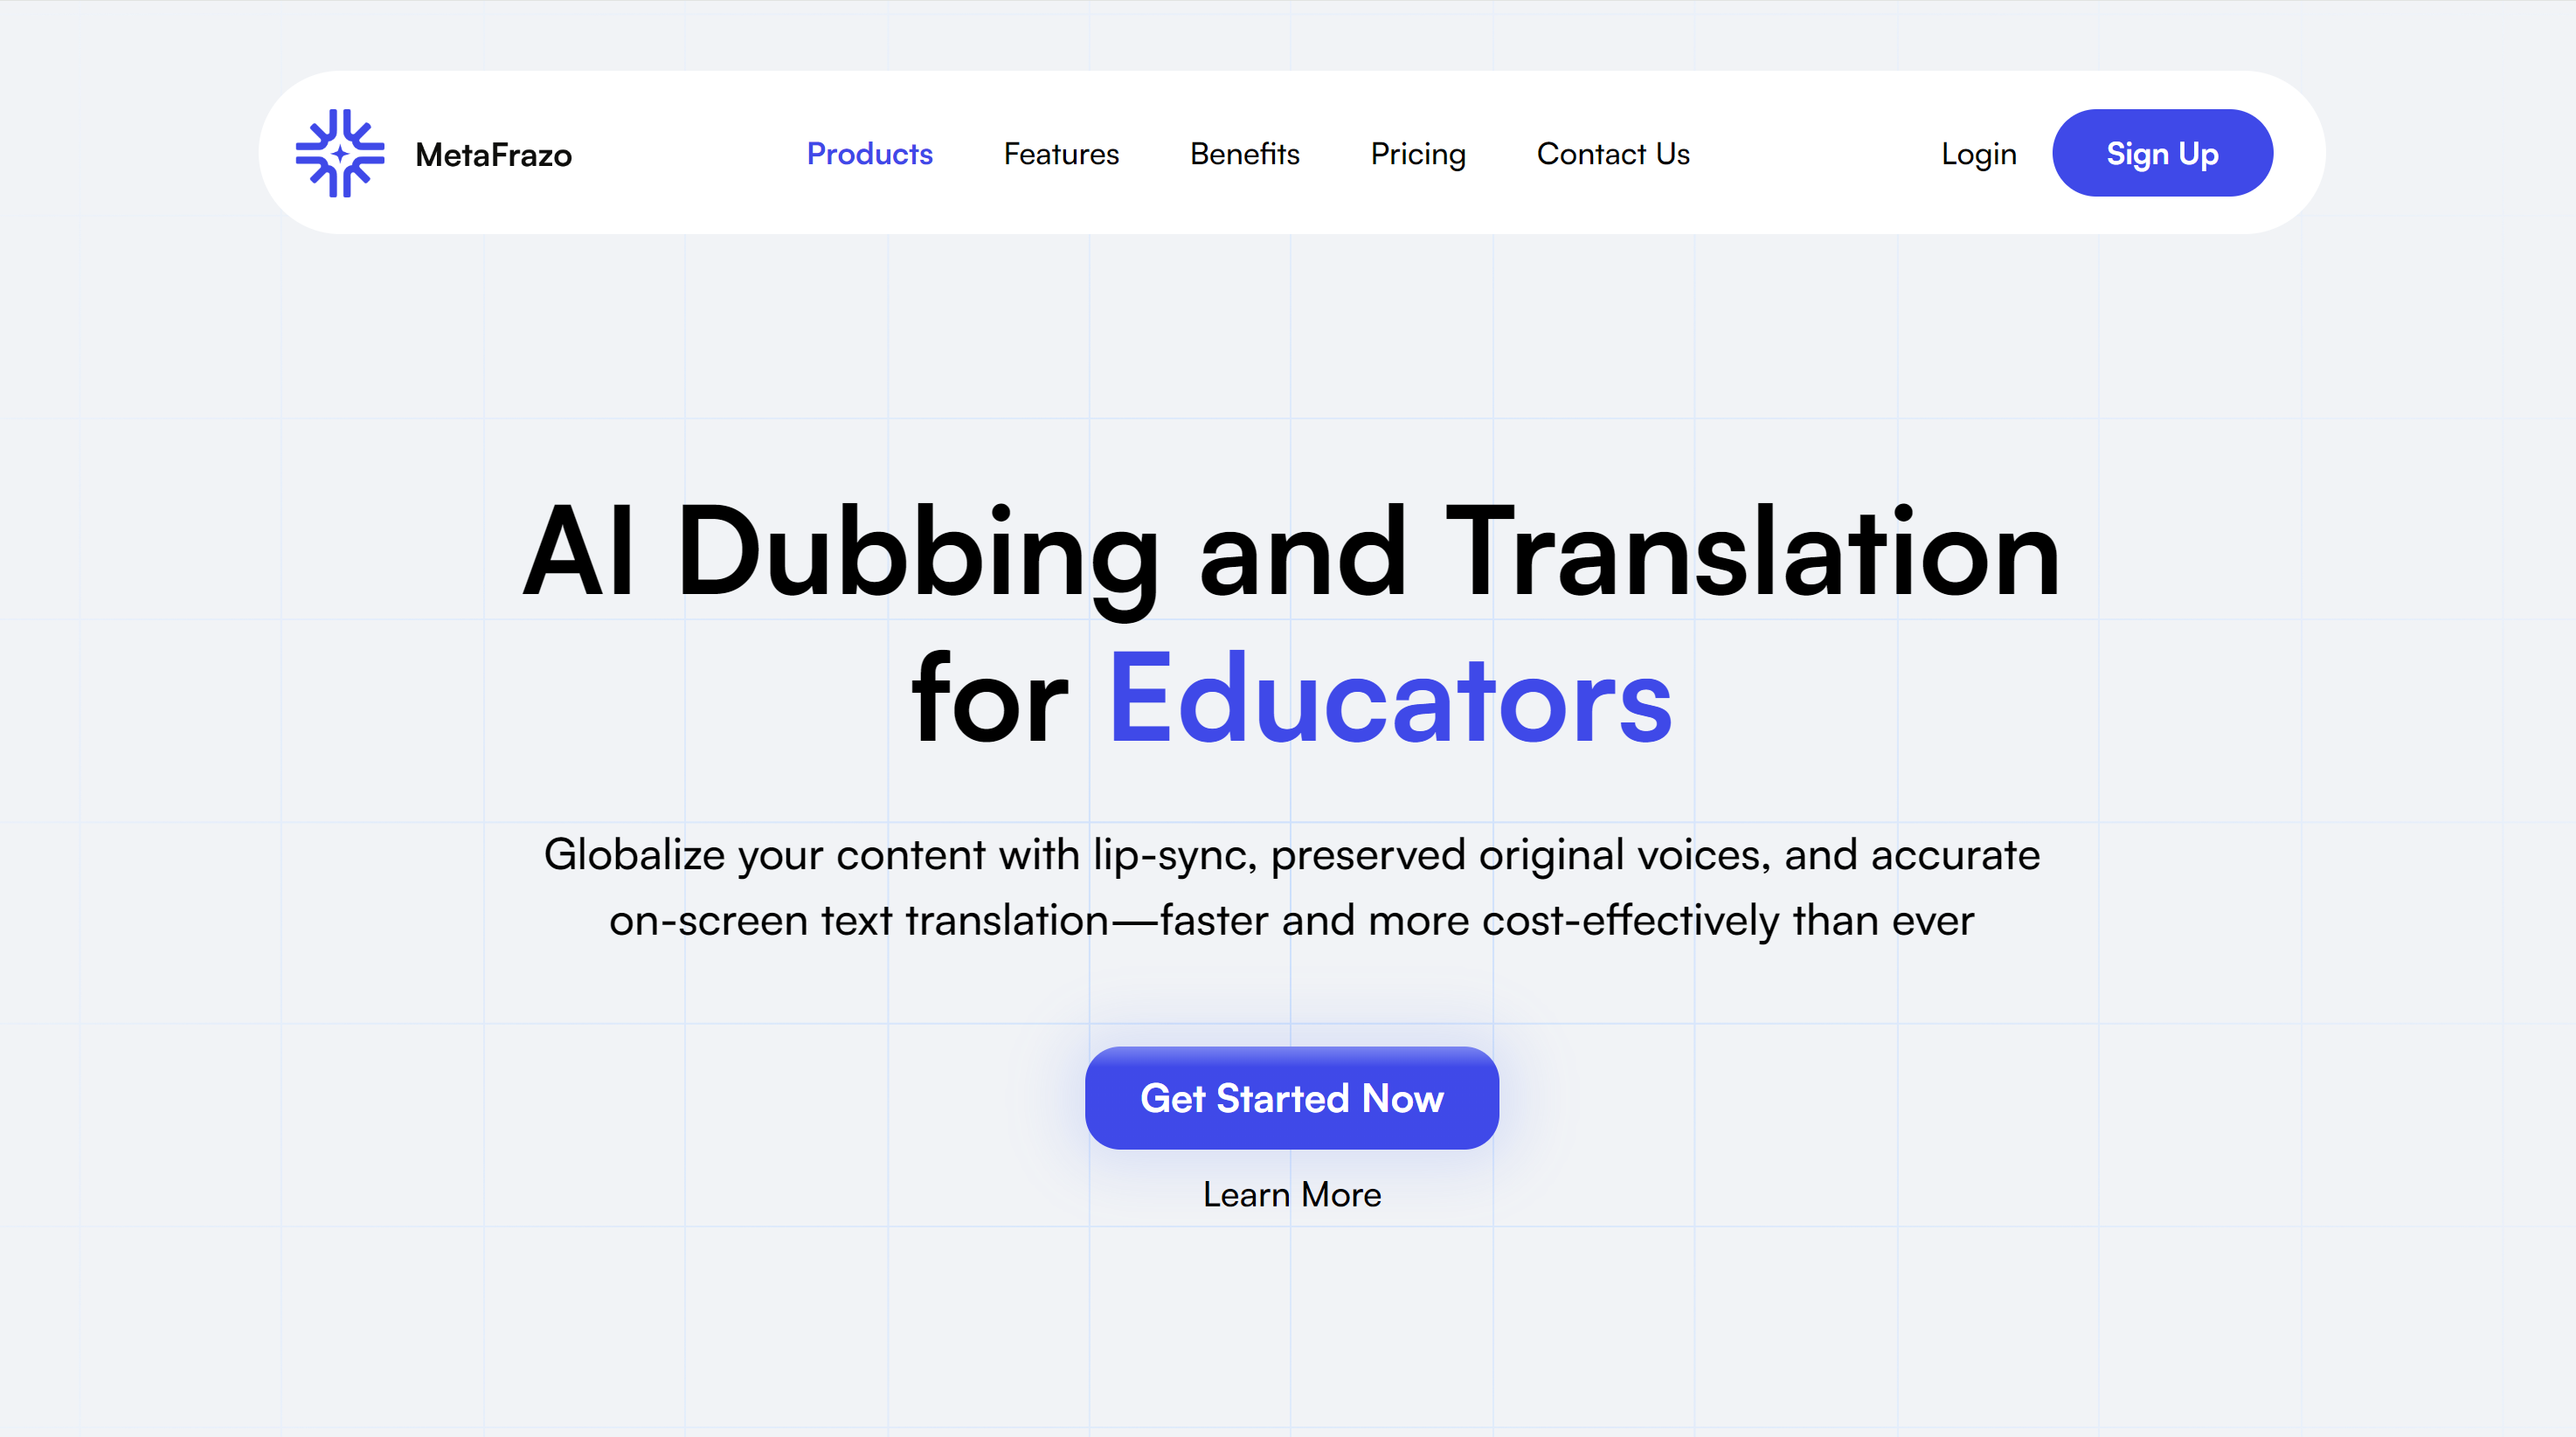 MetaFrazo
Products
Features
Benefits
Pricing
Contact Us
Login
Sign Up
AI Dubbing and Translation
for Educators
Globalize your content with lip-sync, preserved original voices, and accurate
on-screen text translation—faster and more cost-effectively than ever
Get Started Now
Learn More